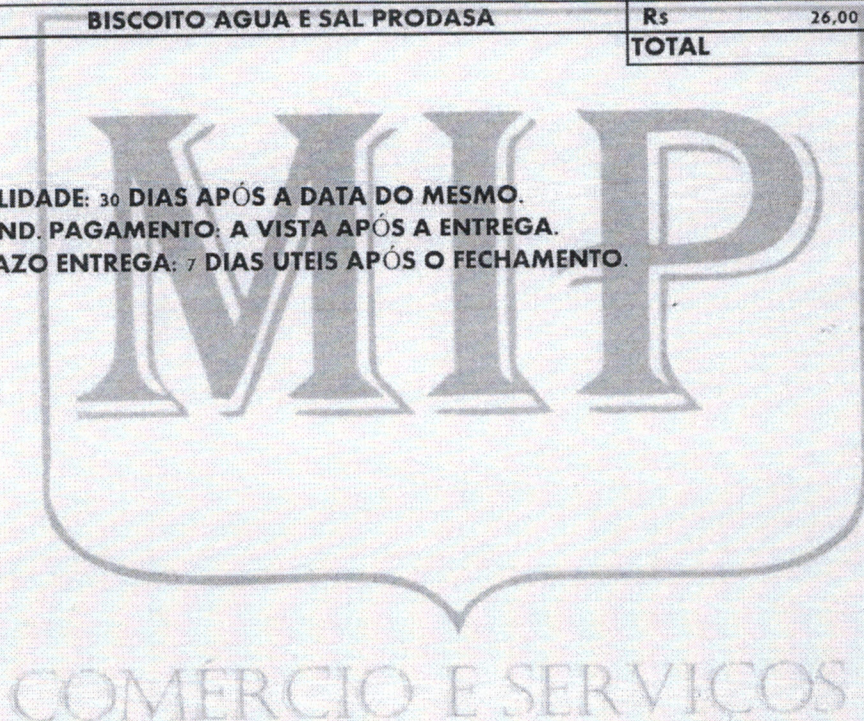 BISCOITO AGUA E SAL PRODASA Rs 26,00
TOTAL
LIDADE: 30 DIAS APÓS A DATA DO MESMO.
ND. PAGAMENTO: A VISTA APÓS A ENTREGA.
AZO ENTREGA: 7 DIAS UTEIS APÓS O FECHAMENTO.
MIP
COMÉRCIO E SERVIÇOS